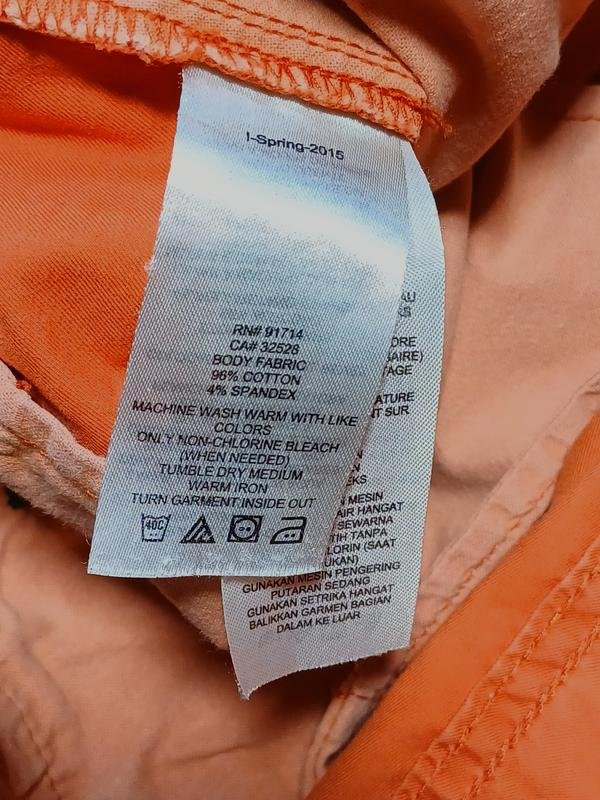 I-Spring-2015
RN# 91714
CA# 32528
BODY FABRIC
96% COTTON
4% SPANDEX
MACHINE WASH WARM WITH LIKE
COLORS
ONLY NON-CHLORINE BLEACH
(WHEN NEEDED)
TUMBLE DRY MEDIUM
WARM IRON
TURN GARMENT INSIDE OUT
40C
AU
DRE
AIRE)
TAGE
ATURE
NT SUR
EKS
MESIN
AIR HANGAT
SEWARNA
TIH TANPA
LORIN (SAAT
UKAN)
GUNAKAN MESIN PENGERING
PUTARAN SEDANG
GUNAKAN SETRIKA HANGAT
BALIKKAN GARMEN BAGIAN
DALAM KE LUAR